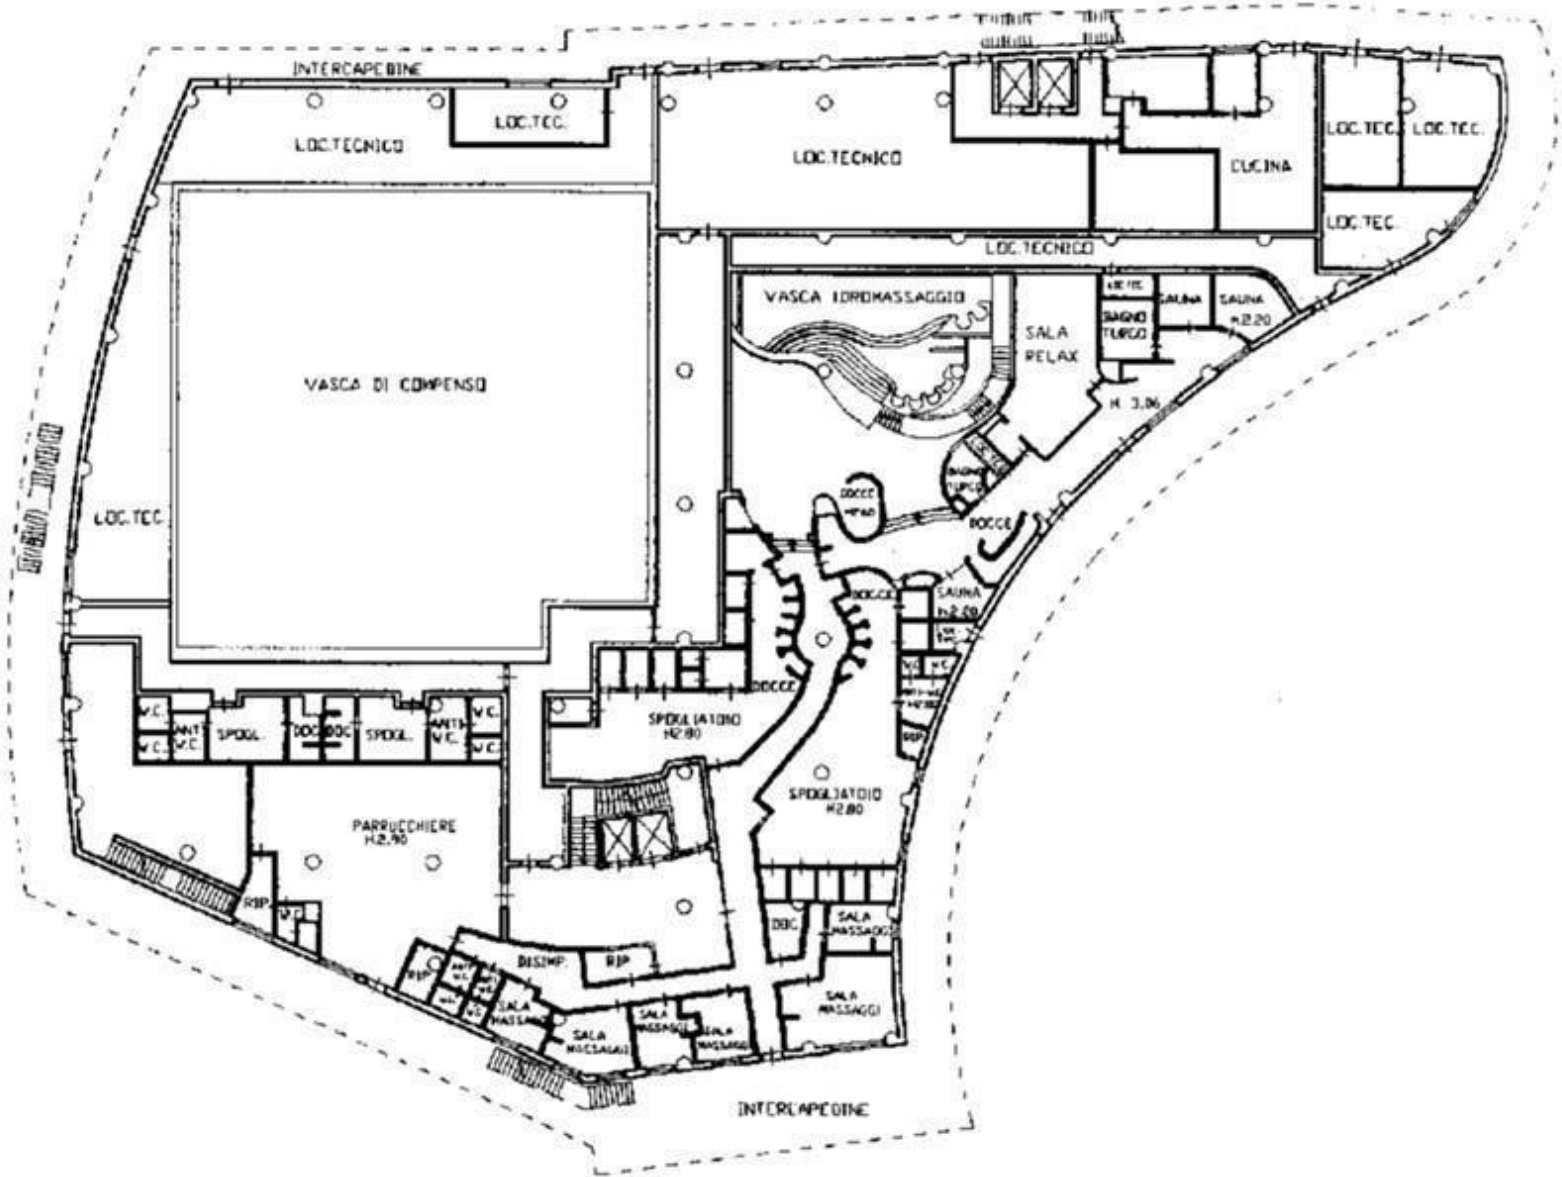 INTERCAPEDINE
LOC.TEC.
LOC.TECNICO
LOC.TECNICO
CUCINA
LOC.TEC.
LOC.TEC.
LOC.TEC.
LOC.TECNICO
VASCA IDROMASSAGGIO
SALA
RELAX
BAGNO
TURCO
SAUNA
SAUNA
H.2.20
H. 3.06
VASCA DI COMPENSO
BAGNO
TURCO
LOC.TEC.
DOCCE
DOCCE
DOCCE
SAUNA
H.2.20
W.C.
W.C.
DOCCE
RIP.
SPOGLIATOIO
H2.80
W.C.
W.C.
ANTI
W.C.
SPOGL.
DOC.
DOC.
SPOGL.
ANTI
W.C.
W.C.
W.C.
SPOGLIATOIO
H2.80
PARRUCCHIERE
H.2.90
RIP.
W.C.
DOC.
SALA
MASSAGGI
DISIMP.
RIP.
RIP.
SALA
MASSAGGI
SALA
MASSAGGI
SALA
MASSAGGI
SALA
MASSAGGI
SALA
MASSAGGI
INTERCAPEDINE